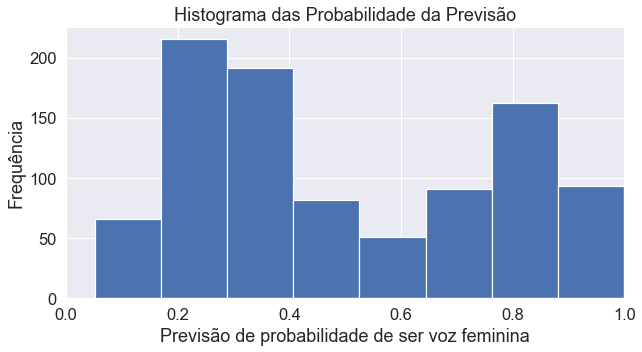 Histograma das Probabilidade da Previsão
Frequência
200
150
100
50
0
0.0 0.2 0.4 0.6 0.8 1.0
Previsão de probabilidade de ser voz feminina